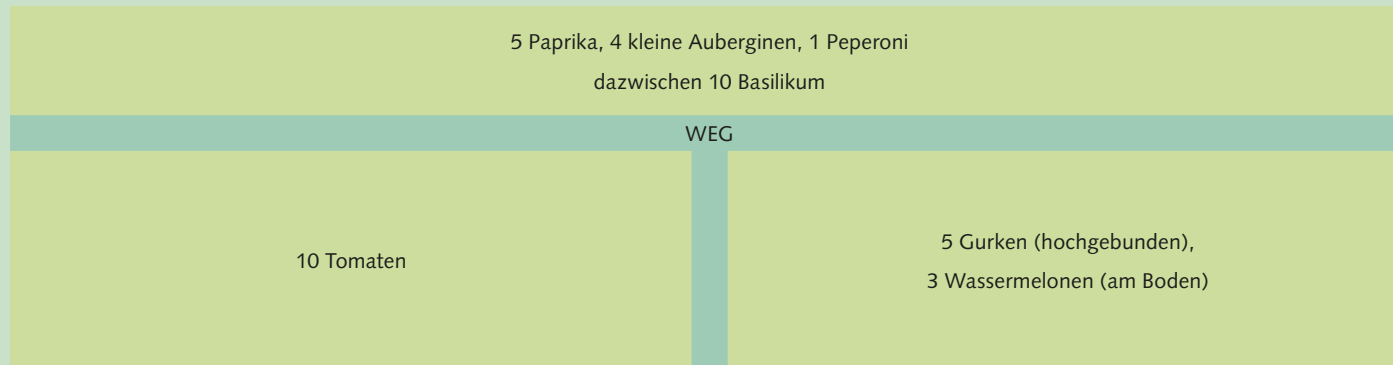 5 Paprika, 4 kleine Auberginen, 1 Peperoni
dazwischen 10 Basilikum
WEG
10 Tomaten
5 Gurken (hochgebunden),
3 Wassermelonen (am Boden)